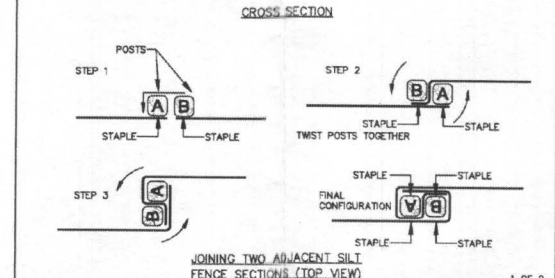 CROSS SECTION
POSTS
STEP 1
A B
STAPLE STAPLE
STEP 2
B A
STAPLE STAPLE
TWIST POSTS TOGETHER
STEP 3
A
B
STAPLE STAPLE
FINAL
CONFIGURATION
A B
STAPLE STAPLE
JOINING TWO ADJACENT SILT
FENCE SECTIONS (TOP VIEW)